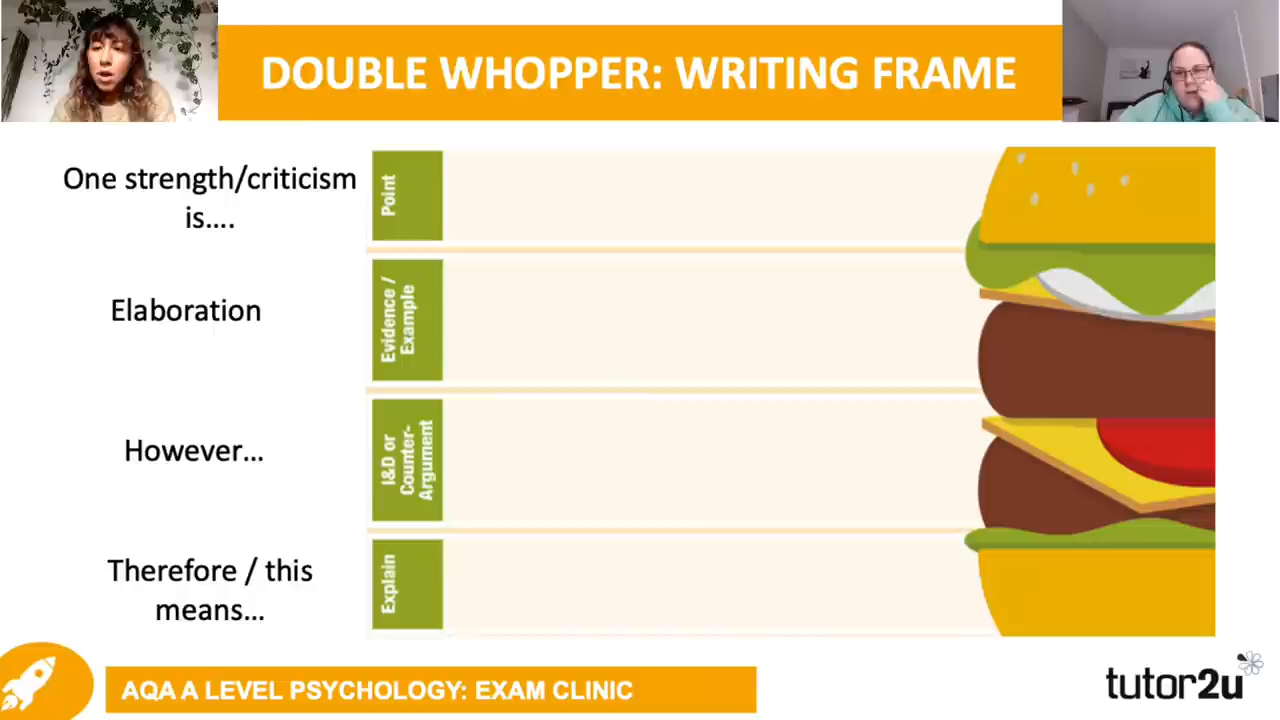 DOUBLE WHOPPER: WRITING FRAME
One strength/criticism
is....
Point
Elaboration
Evidence /
Example
However...
I&D or
Counter-
Argument
Therefore / this
means...
Explain
AQA A LEVEL PSYCHOLOGY: EXAM CLINIC
tutor2u